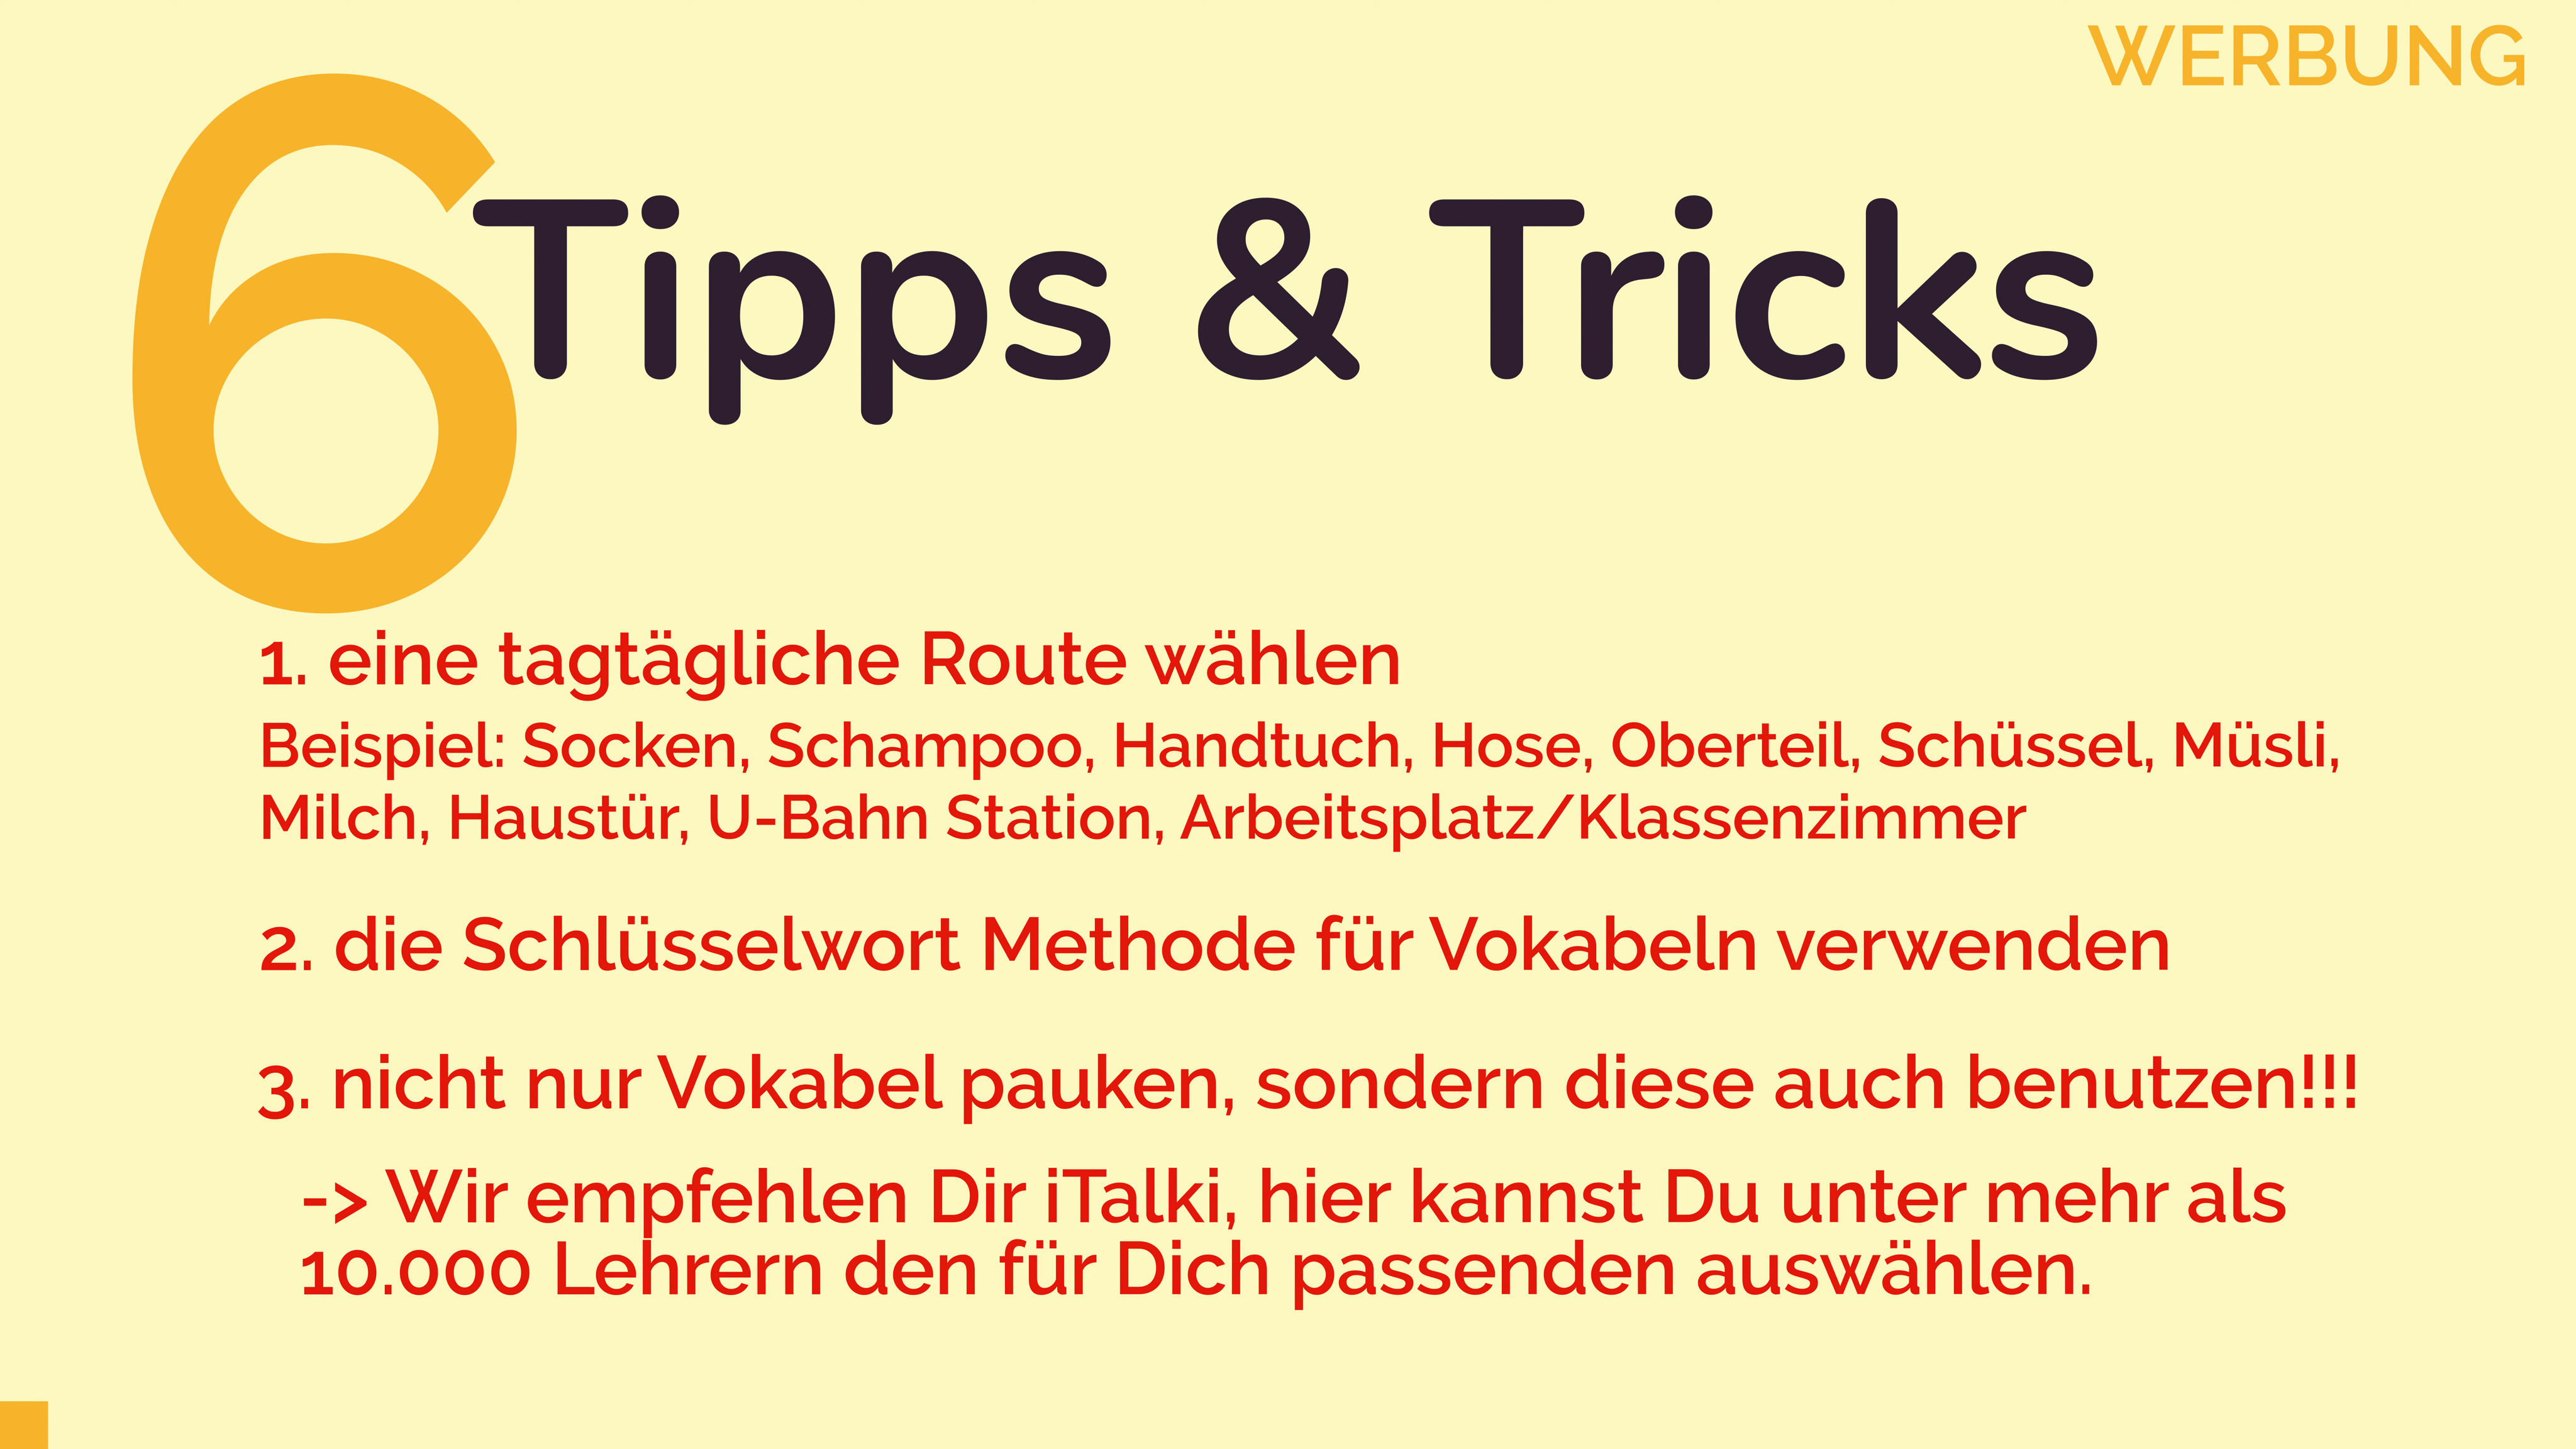 WERBUNG
6 Tipps & Tricks
1. eine tagtägliche Route wählen
Beispiel: Socken, Schampoo, Handtuch, Hose, Oberteil, Schüssel, Müsli,
Milch, Haustür, U-Bahn Station, Arbeitsplatz/Klassenzimmer
2. die Schlüsselwort Methode für Vokabeln verwenden
3. nicht nur Vokabel pauken, sondern diese auch benutzen!!!
-> Wir empfehlen Dir iTalki, hier kannst Du unter mehr als
10.000 Lehrern den für Dich passenden auswählen.